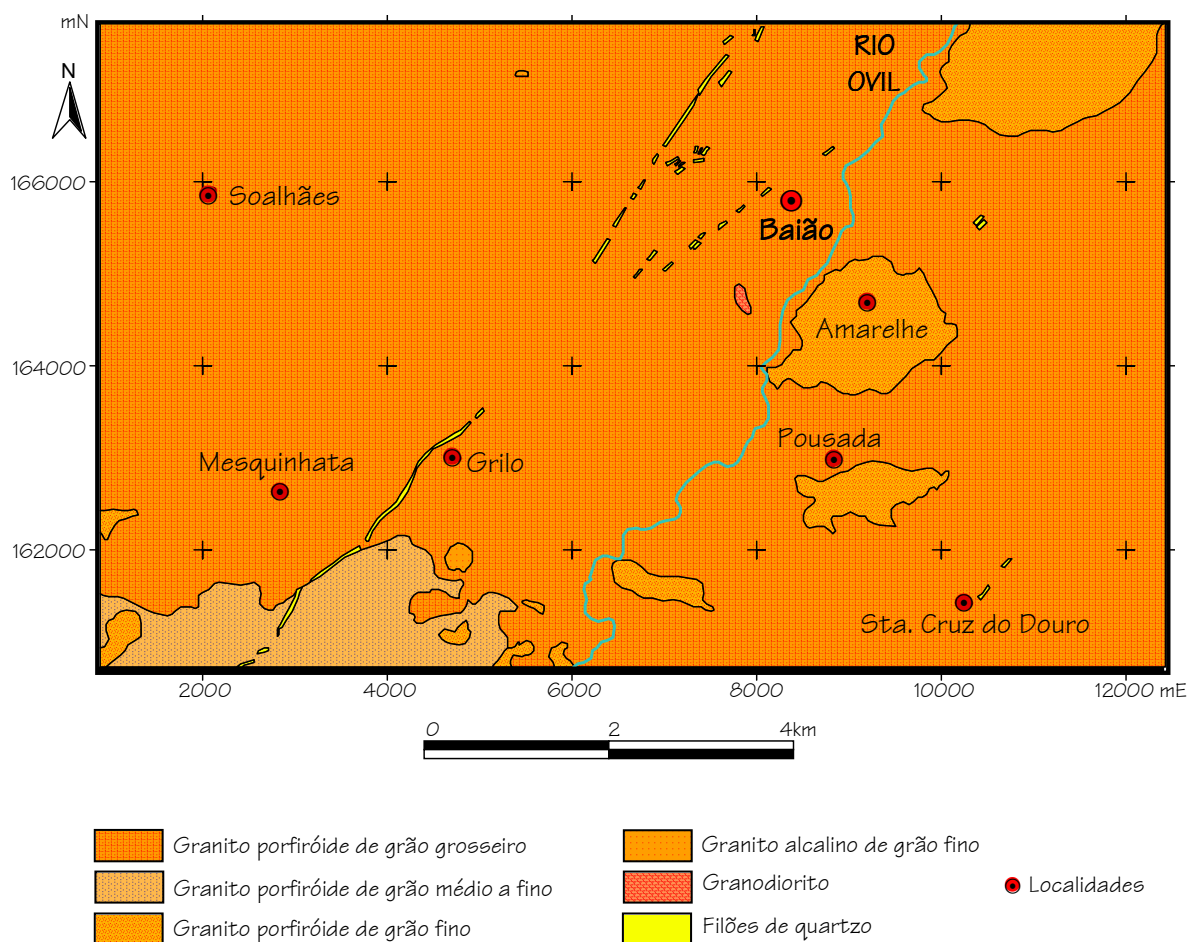 mN
RIO
OVIL
N
166000
Soalhães
Baião
Amarelhe
164000
Pousada
Mesquinhata
Grilo
162000
Sta. Cruz do Douro
2000 4000 6000 8000 10000 12000 mE
0 2 4km
Granito porfiróide de grão grosseiro
Granito alcalino de grão fino
Granito porfiróide de grão médio a fino
Granodiorito
Localidades
Granito porfiróide de grão fino
Filões de quartzo